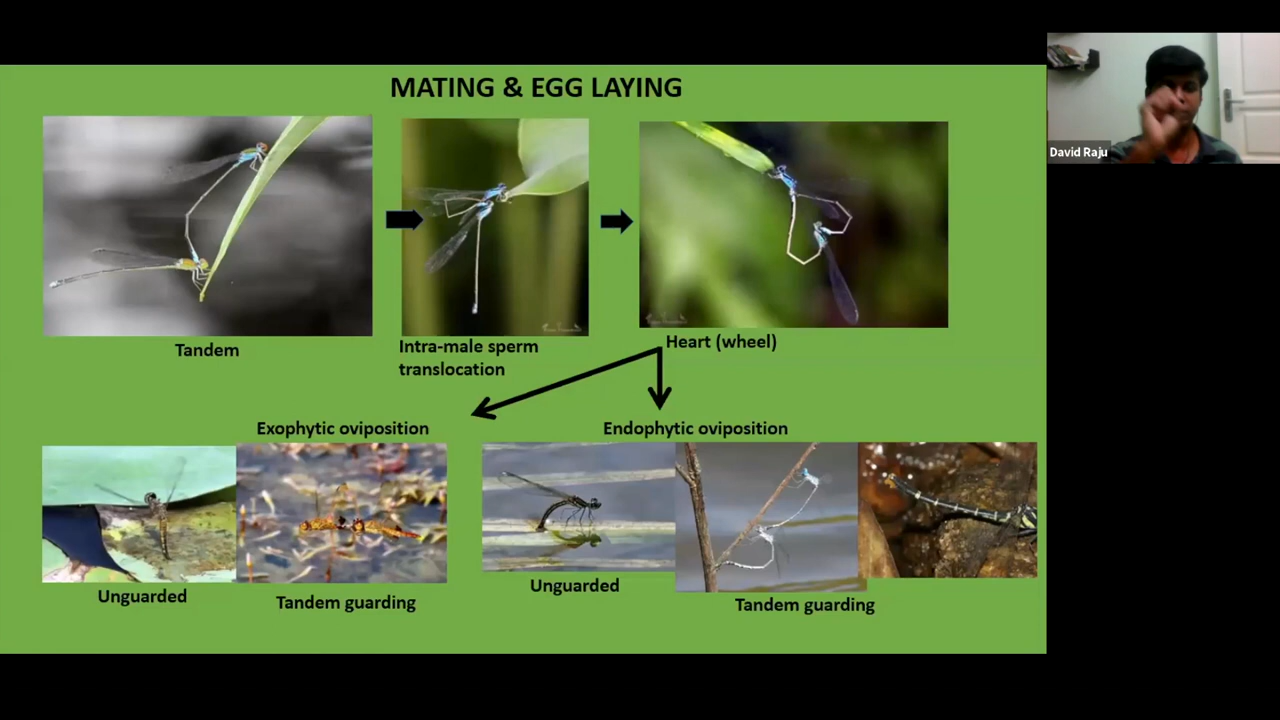 MATING & EGG LAYING
David Raju
Tandem
Intra-male sperm
translocation
Heart (wheel)
Exophytic oviposition
Endophytic oviposition
Unguarded
Tandem guarding
Unguarded
Tandem guarding